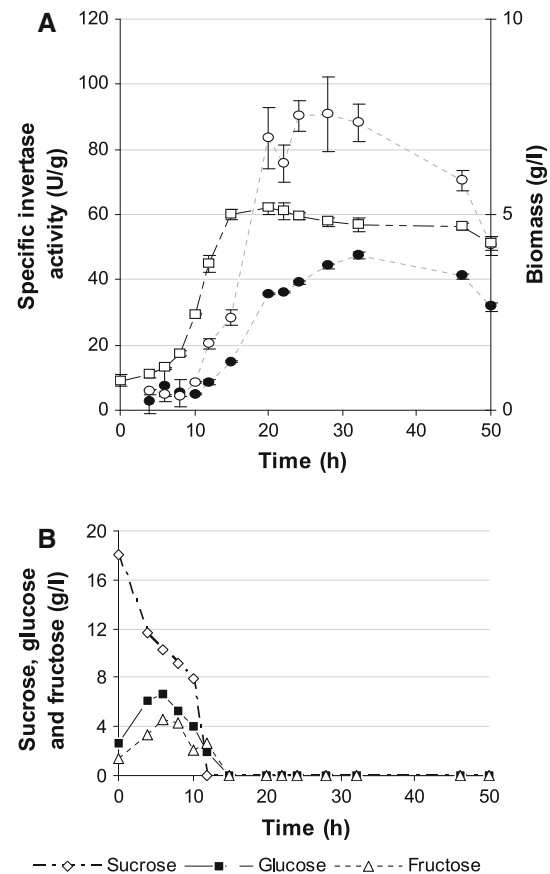 A
120
100
80
60
40
20
0
Specific invertase
activity (U/g)
10
5
0
Biomass (g/l)
0 10 20 30 40 50
Time (h)
B
20
16
12
8
4
0
Sucrose, glucose
and fructose (g/l)
0 10 20 30 40 50
Time (h)
Sucrose Glucose Fructose